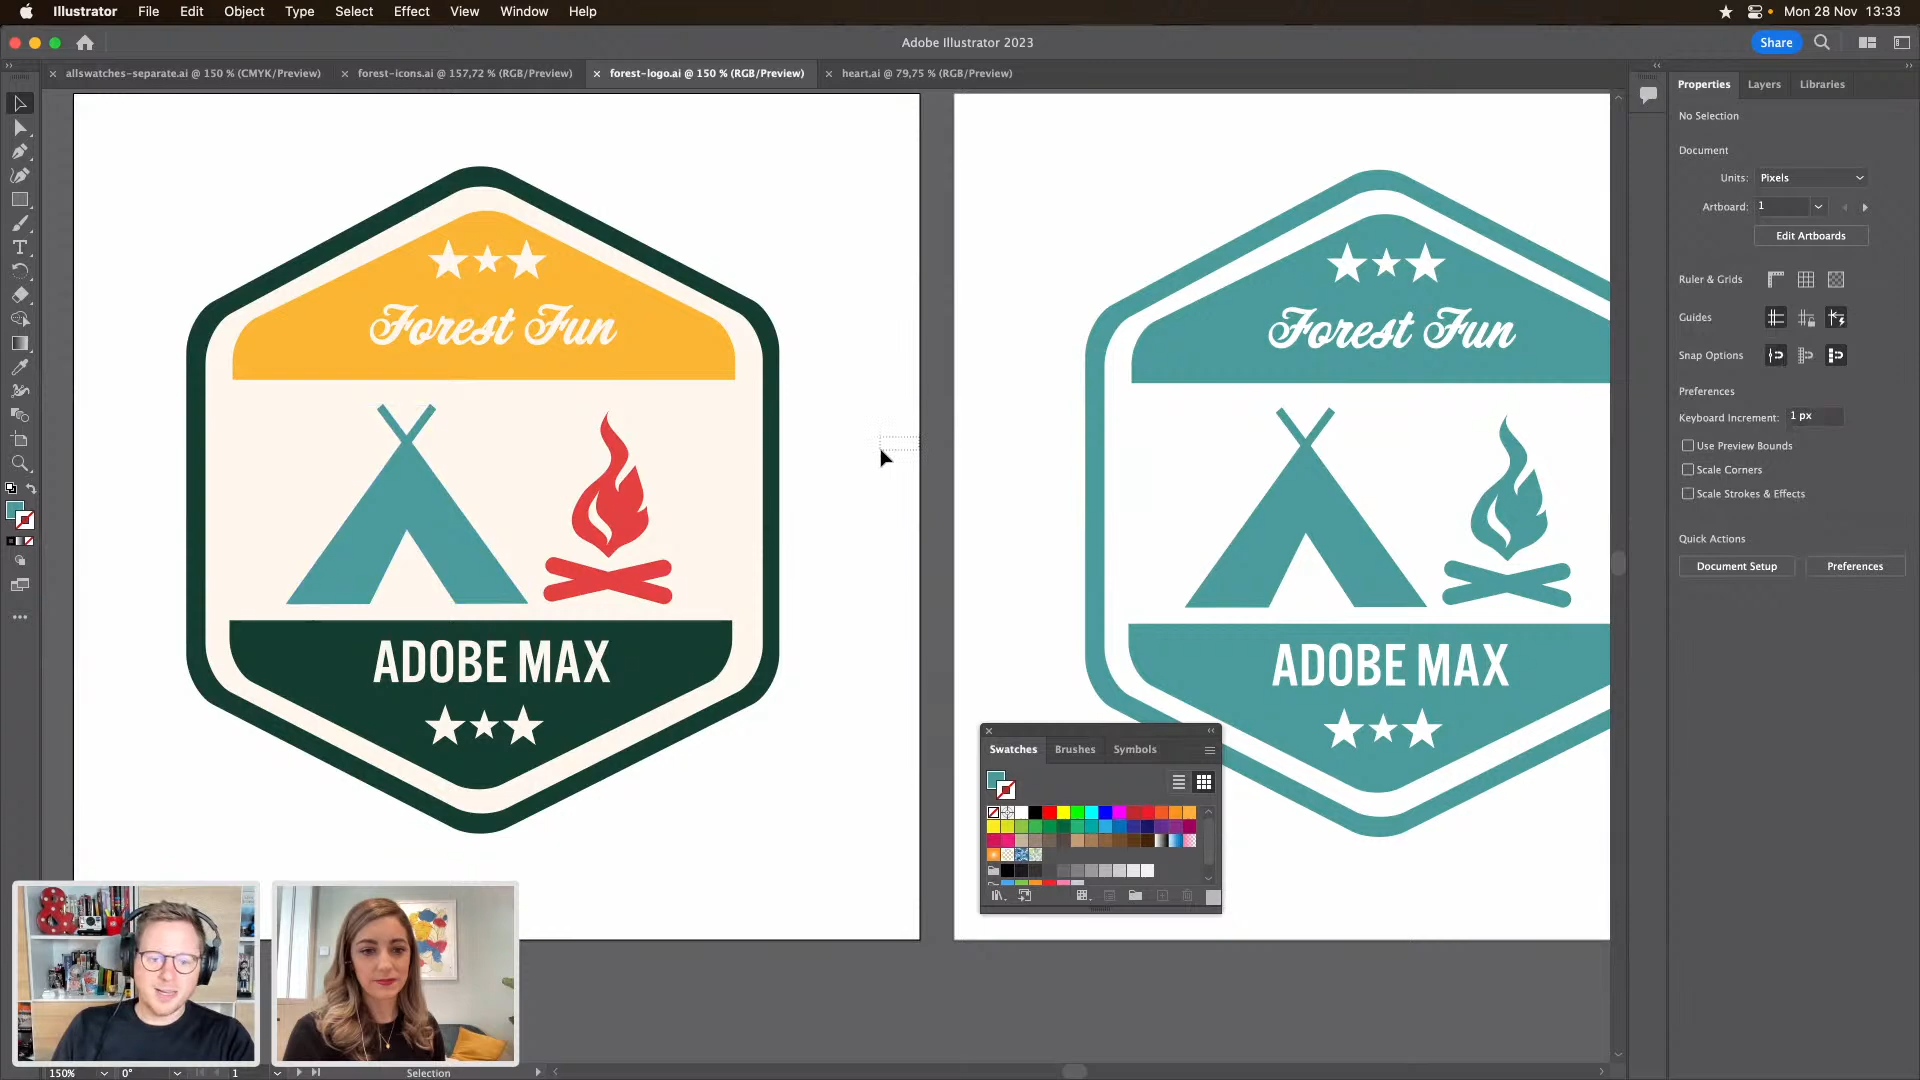 Illustrator File Edit Object Type Select Effect View Window Help
Mon 28 Nov 13:33
Adobe Illustrator 2023
Share
allswatches-separate.ai @ 150 % (CMYK/Preview)
forest-icons.ai @ 157,72 % (RGB/Preview)
forest-logo.ai @ 150 % (RGB/Preview)
heart.ai @ 79,75 % (RGB/Preview)
Properties Layers Libraries
No Selection
Document
Units: Pixels
Artboard: 1
Edit Artboards
Ruler & Grids
Guides
Snap Options
Preferences
Keyboard Increment: 1 px
Use Preview Bounds
Scale Corners
Scale Strokes & Effects
Quick Actions
Document Setup Preferences
Forest Fun
ADOBE MAX
Forest Fun
ADOBE MAX
Swatches Brushes Symbols
150% 0° 1 Selection